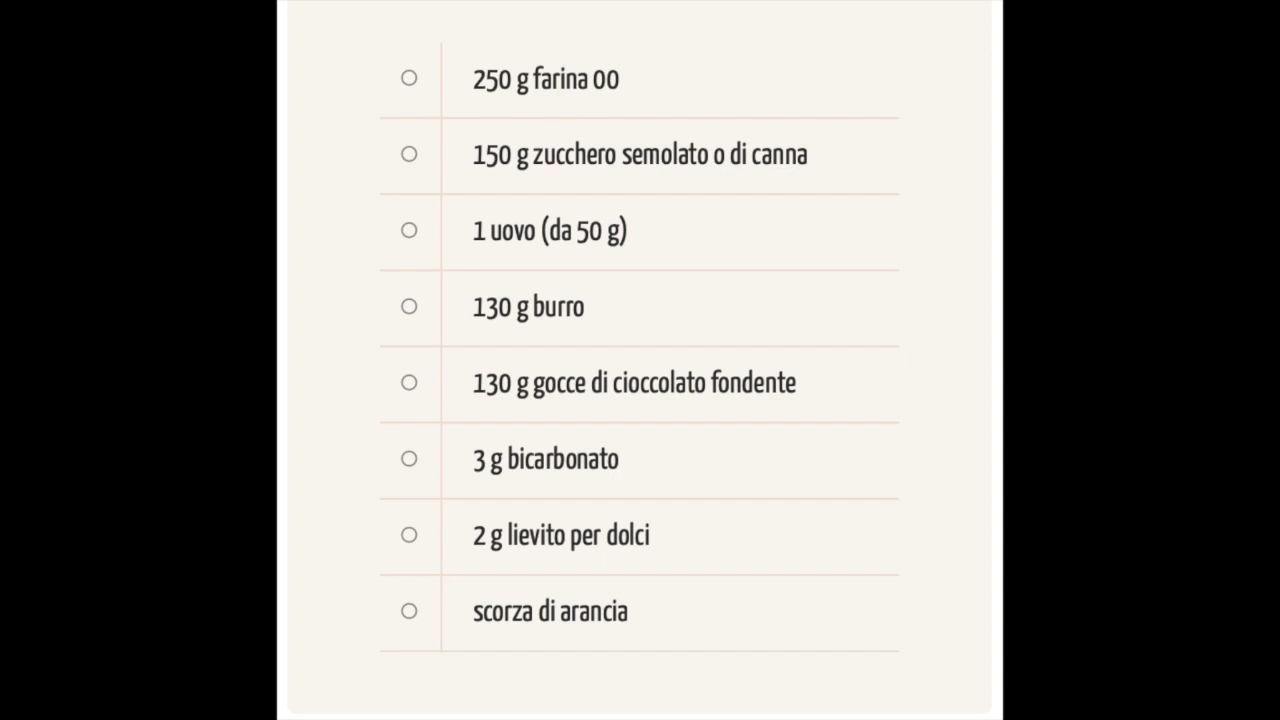 250 g farina 00
150 g zucchero semolato o di canna
1 uovo (da 50 g)
130 g burro
130 g gocce di cioccolato fondente
3 g bicarbonato
2 g lievito per dolci
scorza di arancia